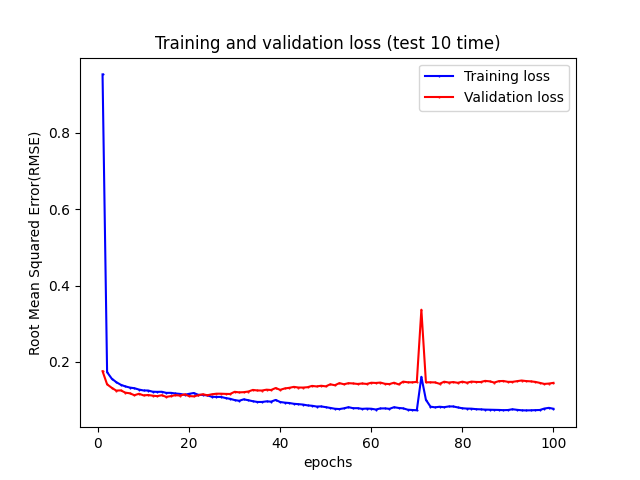 Training and validation loss (test 10 time)
Training loss
Validation loss
Root Mean Squared Error(RMSE)
0.8
0.6
0.4
0.2
0 20 40 60 80 100
epochs